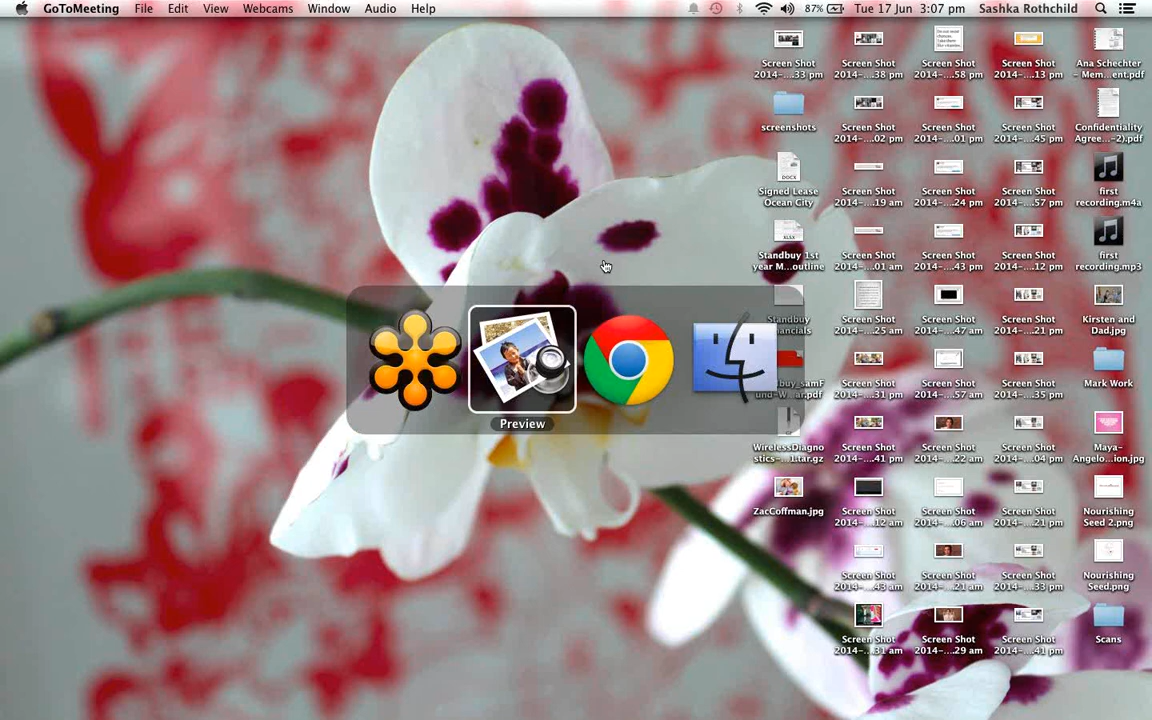 GoToMeeting File Edit View Webcams Window Audio Help 87% Tue 17 Jun 3:07 pm Sashka Rothchild
Screen Shot
2014-....33 pm
Screen Shot
2014-....38 pm
Screen Shot
2014-....58 pm
Screen Shot
2014-....13 pm
Ana Schechter
- Mem...ent.pdf
screenshots
Screen Shot
2014-....02 pm
Screen Shot
2014-....01 pm
Screen Shot
2014-....45 pm
Confidentiality
Agree...-2).pdf
DOCX
Signed Lease
Ocean City
Screen Shot
2014-....19 am
Screen Shot
2014-....24 pm
Screen Shot
2014-....57 pm
first
recording.m4a
XLSX
Standbuy 1st
year M...outline
Screen Shot
2014-....01 am
Screen Shot
2014-....43 pm
Screen Shot
2014-....12 pm
first
recording.mp3
Screen Shot
2014-....25 am
Screen Shot
2014-....47 am
Screen Shot
2014-....21 pm
Kirsten and
Dad.jpg
Screen Shot
2014-....31 pm
Screen Shot
2014-....56 am
Screen Shot
2014-....35 pm
Mark Work
Preview
WirelessDiagno
stics-...1.tar.gz
Screen Shot
2014-....41 pm
Screen Shot
2014-....22 am
Screen Shot
2014-....04 pm
Maya-
Angelo...ion.jpg
ZacCoffman.jpg
Screen Shot
2014-....12 am
Screen Shot
2014-....06 am
Screen Shot
2014-....21 pm
Nourishing
Seed 2.png
Screen Shot
2014-....43 am
Screen Shot
2014-....21 am
Screen Shot
2014-....33 pm
Nourishing
Seed.png
Screen Shot
2014-....31 am
Screen Shot
2014-....29 am
Screen Shot
2014-....41 pm
Scans